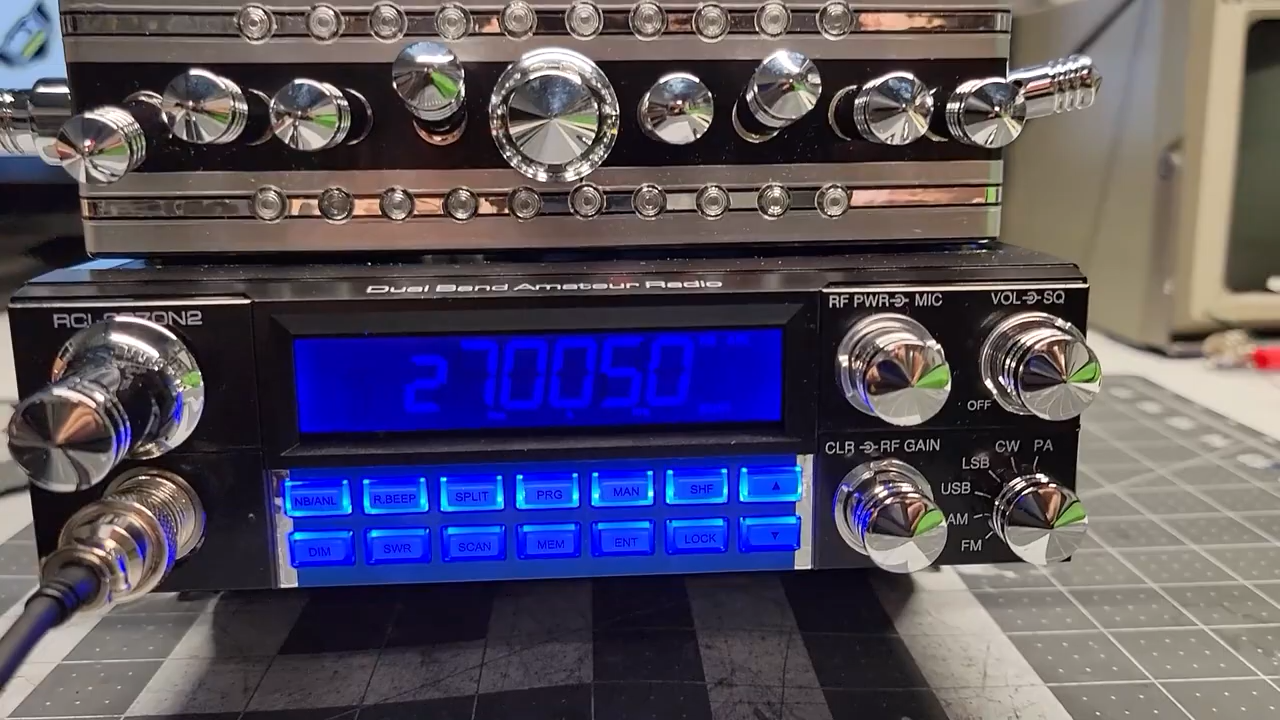 Dual Band Amateur Radio
RF PWR MIC
VOL SQ
27.0050
OFF
CLR RF GAIN
CW PA
LSB
USB
AM
FM
NB/ANL R.BEEP SPLIT PRG MAN SHF ▲
DIM SWR SCAN MEM ENT LOCK ▼